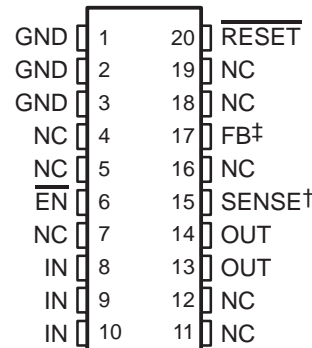 GND 1 20 R̅E̅S̅E̅T̅
GND 2 19 NC
GND 3 18 NC
NC 4 17 FB‡
NC 5 16 NC
E̅N̅ 6 15 SENSE†
NC 7 14 OUT
IN 8 13 OUT
IN 9 12 NC
IN 10 11 NC